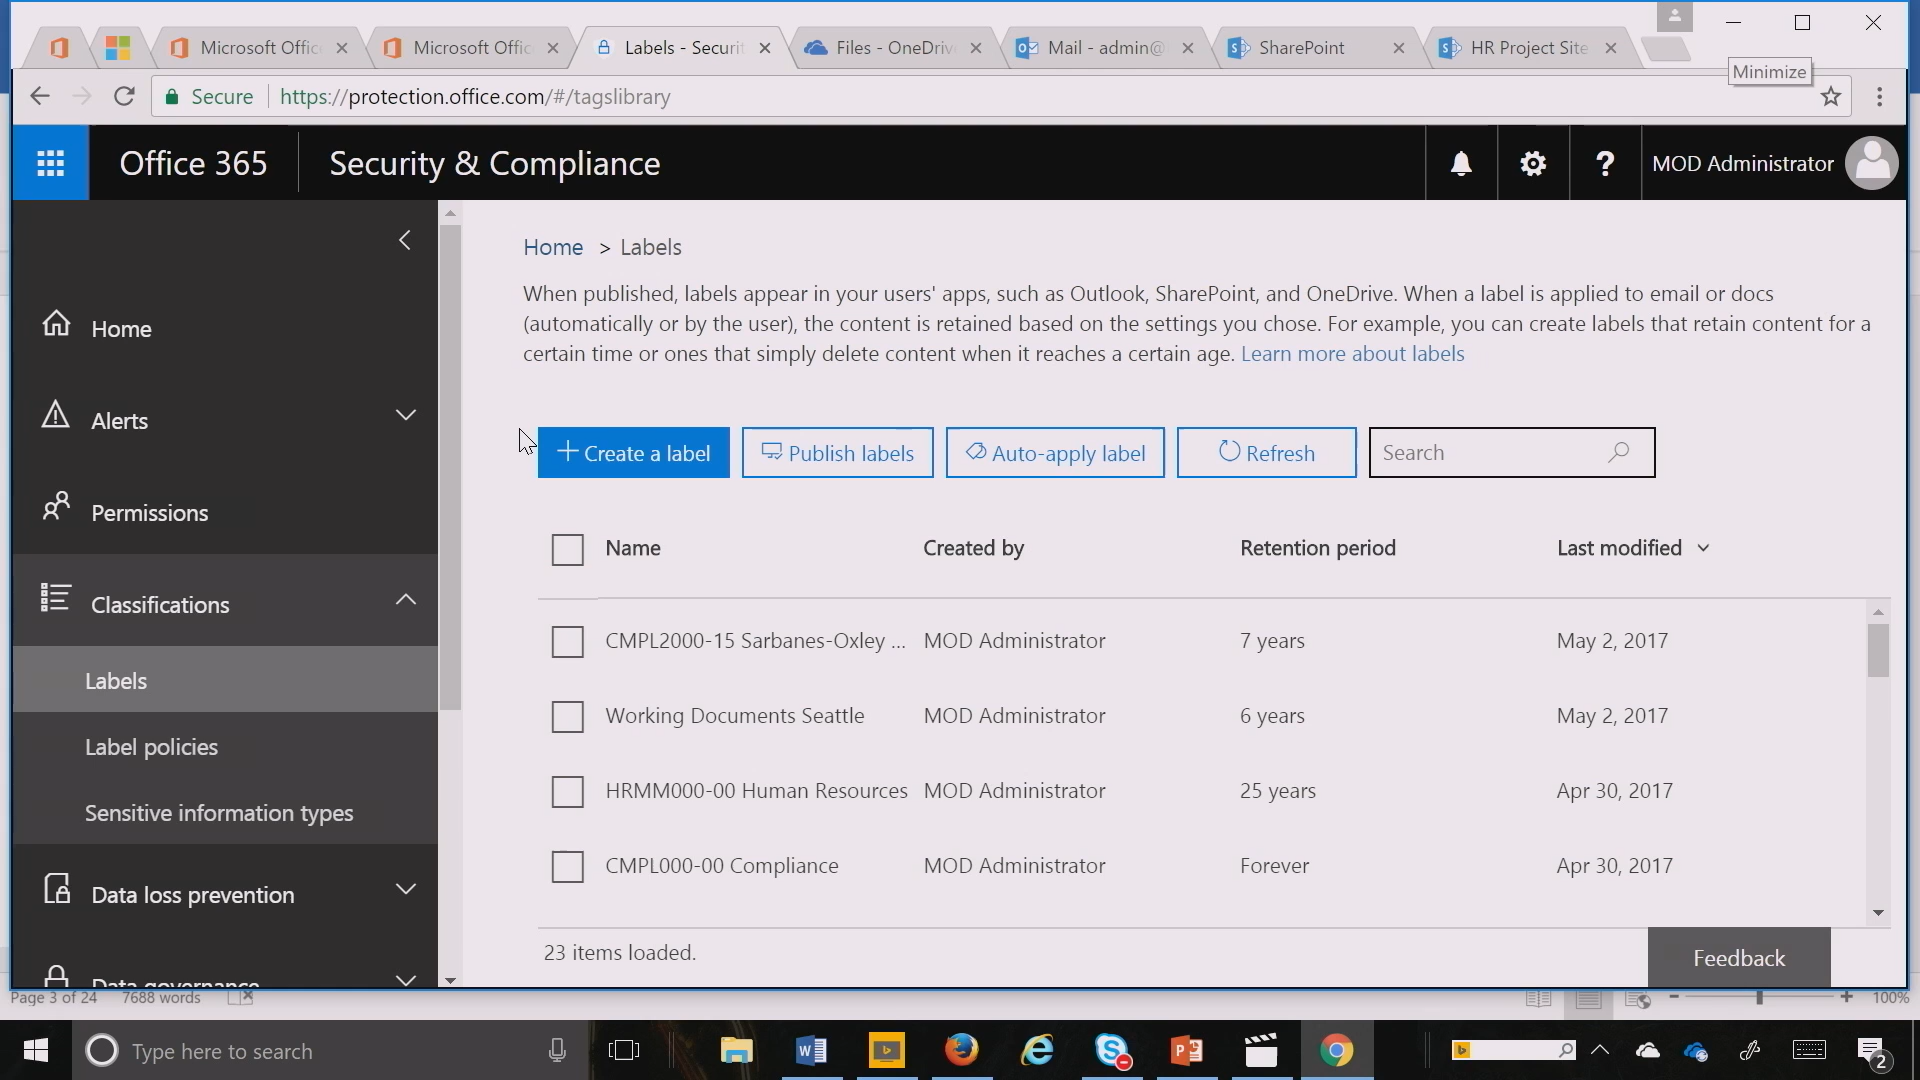 Microsoft Offic
Microsoft Offic
Labels - Securit
Files - OneDriv
Mail - admin@
SharePoint
HR Project Site
Minimize
Secure
https://protection.office.com/#/tagslibrary
Office 365
Security & Compliance
MOD Administrator
Home
Alerts
Permissions
Classifications
Labels
Label policies
Sensitive information types
Data loss prevention
Data governance
Home > Labels
When published, labels appear in your users' apps, such as Outlook, SharePoint, and OneDrive. When a label is applied to email or docs
(automatically or by the user), the content is retained based on the settings you chose. For example, you can create labels that retain content for a
certain time or ones that simply delete content when it reaches a certain age. Learn more about labels
Create a label
Publish labels
Auto-apply label
Refresh
Search
Name Created by Retention period Last modified
CMPL2000-15 Sarbanes-Oxley ... MOD Administrator 7 years May 2, 2017
Working Documents Seattle MOD Administrator 6 years May 2, 2017
HRMM000-00 Human Resources MOD Administrator 25 years Apr 30, 2017
CMPL000-00 Compliance MOD Administrator Forever Apr 30, 2017
23 items loaded.
Feedback
Page 3 of 24 7688 words
100%
Type here to search
2